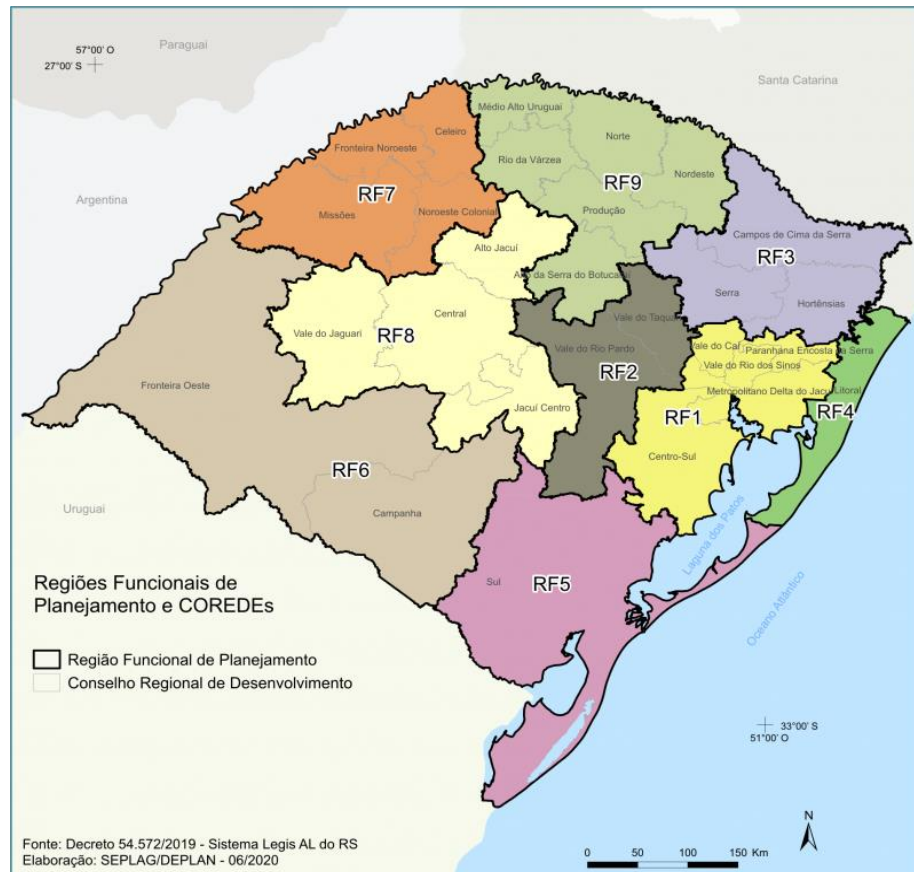 Paraguai
57°00' O
27°00' S
Santa Catarina
Médio Alto Uruguai
Norte
Celeiro
Fronteira Noroeste
Rio da Várzea
Nordeste
RF9
RF7
Argentina
Missões
Noroeste Colonial
Produção
Campos de Cima da Serra
Alto Jacuí
RF3
Alto da Serra do Botucaraí
Serra
Hortênsias
Central
Vale do Jaguari
RF8
Vale do Taquari
Vale do Rio Pardo
Vale do Caí
Paranhana Encosta da Serra
RF2
Vale do Rio dos Sinos
Fronteira Oeste
Metropolitano Delta do Jacuí
Litoral
Jacuí Centro
RF1
RF4
Centro-Sul
RF6
Uruguai
Campanha
Laguna dos Patos
Regiões Funcionais de
Planejamento e COREDEs
Sul
RF5
Oceano Atlântico
Região Funcional de Planejamento
Conselho Regional de Desenvolvimento
33°00' S
51°00' O
N
Fonte: Decreto 54.572/2019 - Sistema Legis AL do RS
Elaboração: SEPLAG/DEPLAN - 06/2020
0 50 100 150 Km